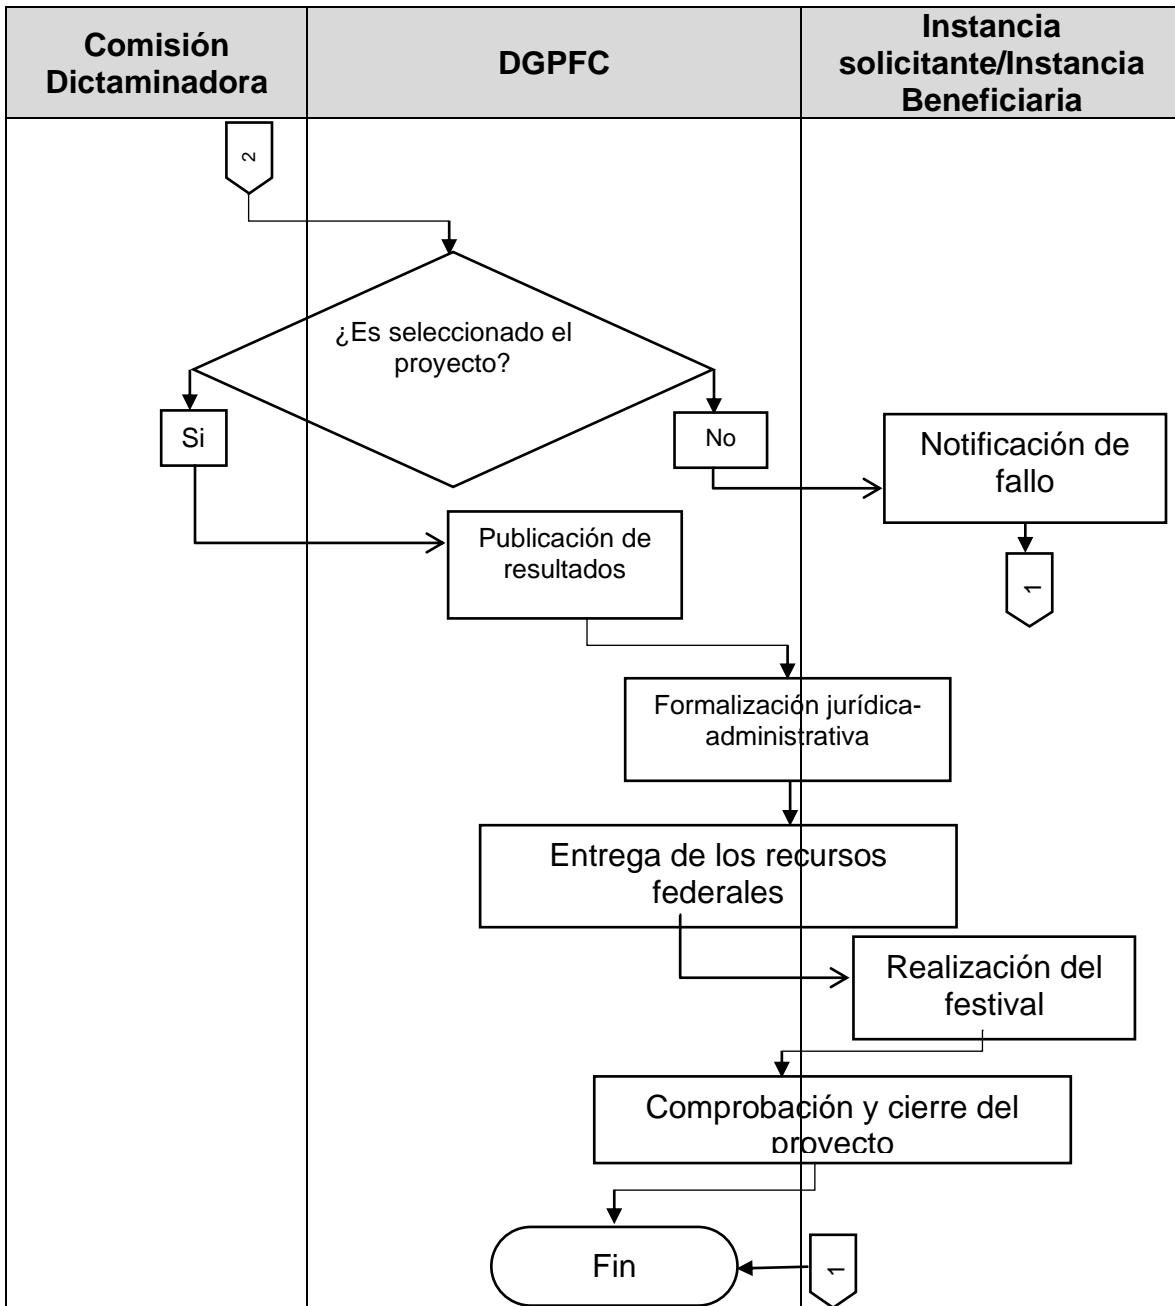 Comisión
Dictaminadora
DGPFC
Instancia
solicitante/Instancia
Beneficiaria
2
¿Es seleccionado el
proyecto?
Si
No
Notificación de
fallo
Publicación de
resultados
1
Formalización jurídica-
administrativa
Entrega de los recursos
federales
Realización del
festival
Comprobación y cierre del
proyecto
Fin
1